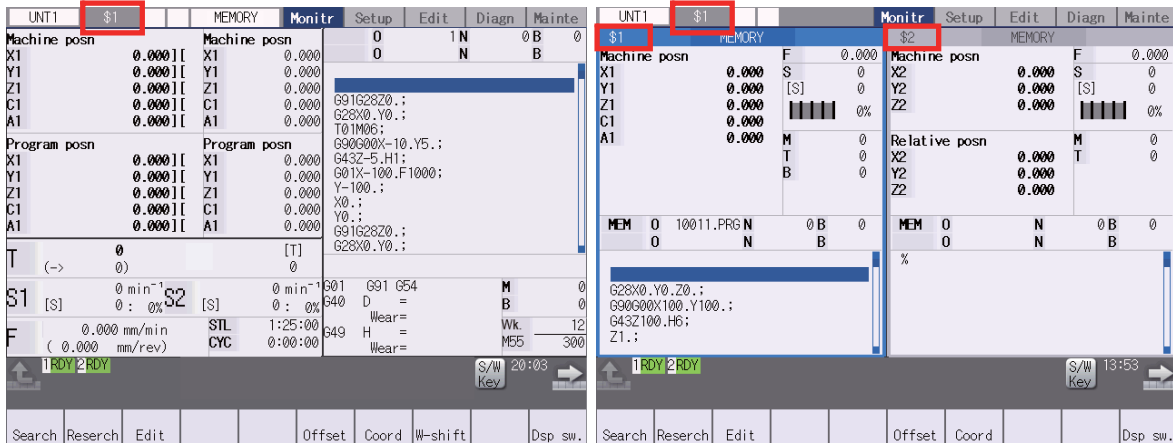 UNT1 $1 MEMORY Monitr Setup Edit Diagn Mainte
Machine posn Machine posn
X1 0.000][ X1 0.000
Y1 0.000][ Y1 0.000
Z1 0.000][ Z1 0.000
C1 0.000][ C1 0.000
A1 0.000][ A1 0.000
Program posn Program posn
X1 0.000][ X1 0.000
Y1 0.000][ Y1 0.000
Z1 0.000][ Z1 0.000
C1 0.000][ C1 0.000
A1 0.000][ A1 0.000
T 0 [T]
(-> 0) 0
S1 [S] 0 min⁻¹ 0 : 0% S2 [S] 0 min⁻¹ 0 : 0%
F 0.000 mm/min STL 1:25:00
( 0.000 mm/rev) CYC 0:00:00
O 1 N 0 B 0
O N B
G91G28Z0.;
G28X0.Y0.;
T01M06;
G90G00X-10.Y5.;
G43Z-5.H1;
G01X-100.F1000;
Y-100.;
X0.;
Y0.;
G91G28Z0.;
G28X0.Y0.;
G01 G91 G54 M 0
G40 D = B 0
Wear= Wk. 12
G49 H = M55 300
Wear=
1RDY 2RDY S/W Key 20:03
Search Reserch Edit Offset Coord W-shift Dsp sw.
UNT1 $1 Monitr Setup Edit Diagn Mainte
$1 MEMORY
Machine posn F 0.000
X1 0.000 S 0
Y1 0.000 [S] 0
Z1 0.000 0%
C1 0.000
A1 0.000 M 0
T 0
B 0
MEM O 10011.PRG N 0 B 0
O N B
G28X0.Y0.Z0.;
G90G00X100.Y100.;
G43Z100.H6;
Z1.;
$2 MEMORY
Machine posn F 0.000
X2 0.000 S 0
Y2 0.000 [S] 0
Z2 0.000 0%
Relative posn M 0
X2 0.000 T 0
Y2 0.000
Z2 0.000
MEM O N 0 B 0
O N B
%
1RDY 2RDY S/W Key 13:53
Search Reserch Edit Offset Coord Dsp sw.